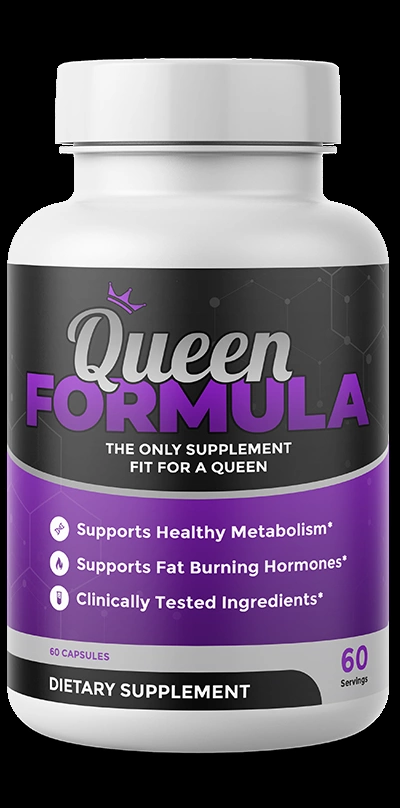 Queen
FORMULA
THE ONLY SUPPLEMENT
FIT FOR A QUEEN
Supports Healthy Metabolism*
Supports Fat Burning Hormones*
Clinically Tested Ingredients*
60 CAPSULES
60
Servings
DIETARY SUPPLEMENT